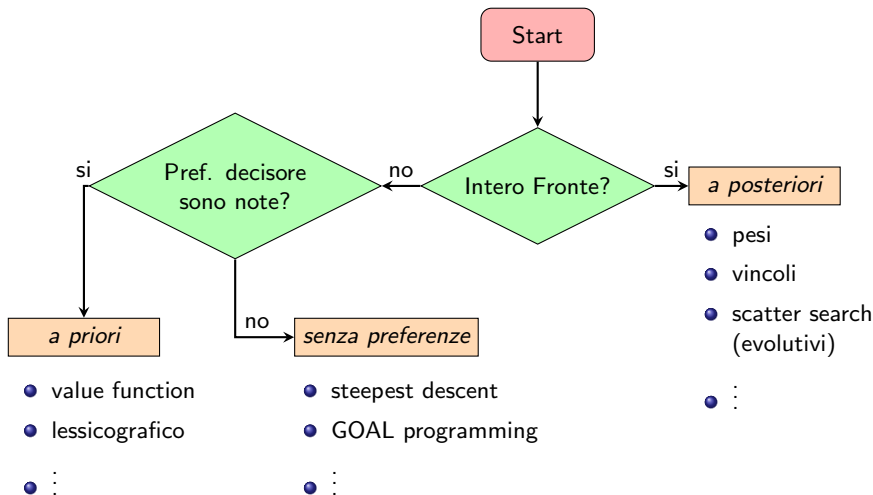 Start
Intero Fronte?
si
a posteriori
pesi
vincoli
scatter search
(evolutivi)
⋮
no
Pref. decisore
sono note?
si
a priori
value function
lessicografico
⋮
no
senza preferenze
steepest descent
GOAL programming
⋮